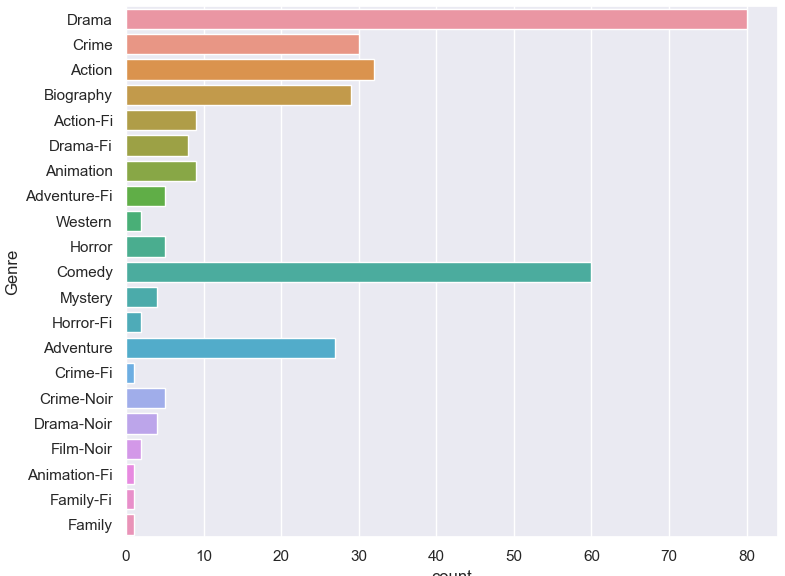 Drama
Crime
Action
Biography
Action-Fi
Drama-Fi
Animation
Adventure-Fi
Western
Horror
Comedy
Mystery
Horror-Fi
Adventure
Crime-Fi
Crime-Noir
Drama-Noir
Film-Noir
Animation-Fi
Family-Fi
Family
Genre
0 10 20 30 40 50 60 70 80
count